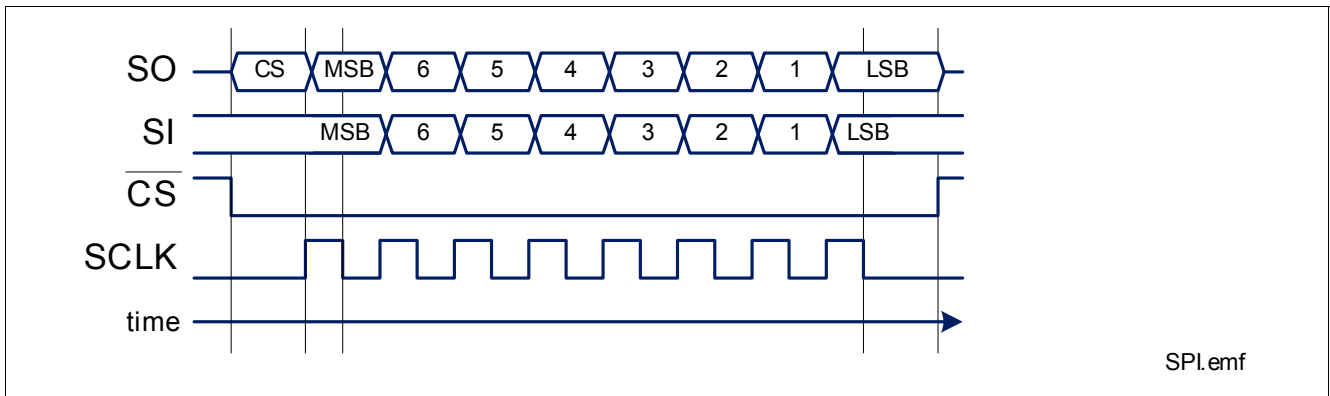 SO CS MSB 6 5 4 3 2 1 LSB
SI MSB 6 5 4 3 2 1 LSB
CS
SCLK
time
SPI.emf